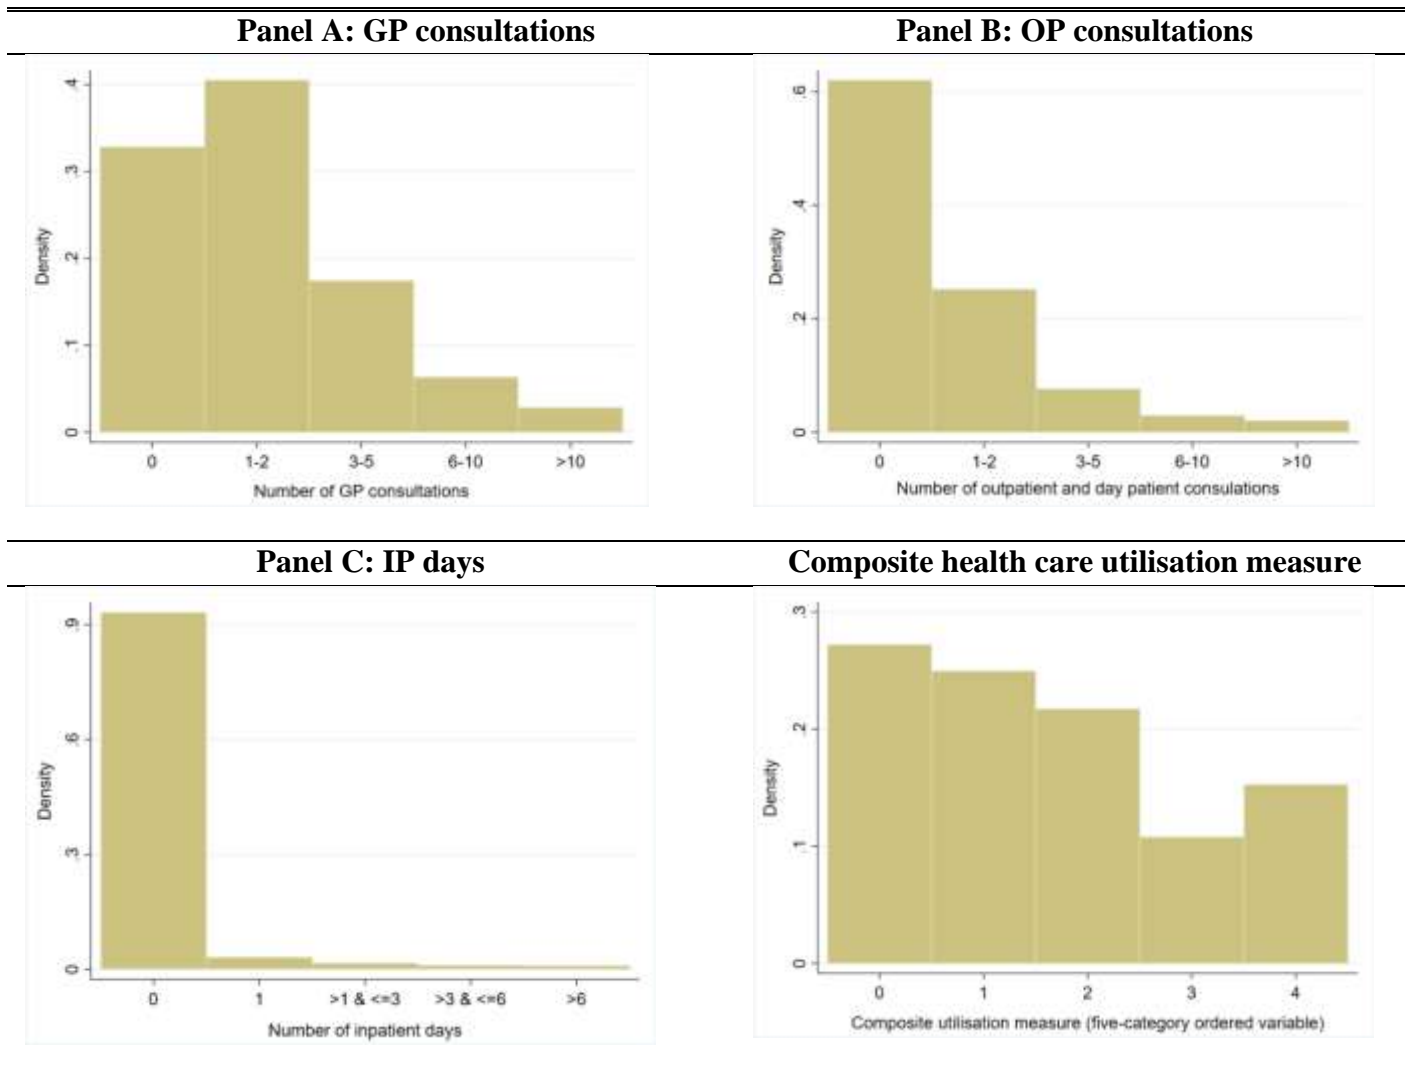 Panel A: GP consultations
Panel B: OP consultations
.4
.3
.2
.1
0
Density
0 1-2 3-5 6-10 >10
Number of GP consultations
.6
.4
.2
0
Density
0 1-2 3-5 6-10 >10
Number of outpatient and day patient consulations
Panel C: IP days
Composite health care utilisation measure
.9
.6
.3
0
Density
0 1 >1 & <=3 >3 & <=6 >6
Number of inpatient days
.3
.2
.1
0
Density
0 1 2 3 4
Composite utilisation measure (five-category ordered variable)